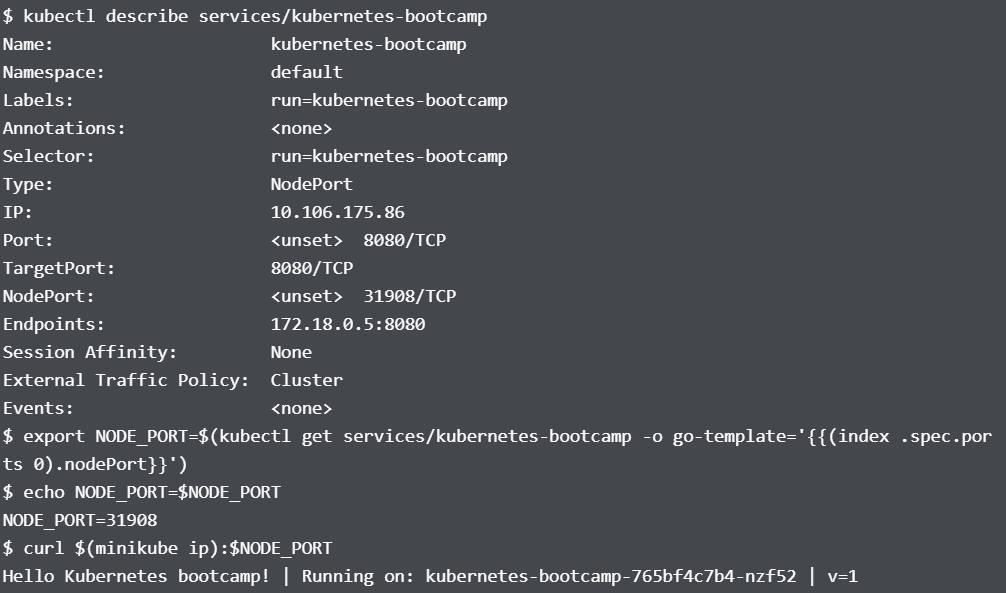 $ kubectl describe services/kubernetes-bootcamp
Name:                     kubernetes-bootcamp
Namespace:                default
Labels:                   run=kubernetes-bootcamp
Annotations:              <none>
Selector:                 run=kubernetes-bootcamp
Type:                     NodePort
IP:                       10.106.175.86
Port:                     <unset>  8080/TCP
TargetPort:               8080/TCP
NodePort:                 <unset>  31908/TCP
Endpoints:                172.18.0.5:8080
Session Affinity:         None
External Traffic Policy:  Cluster
Events:                   <none>
$ export NODE_PORT=$(kubectl get services/kubernetes-bootcamp -o go-template='{{(index .spec.por
ts 0).nodePort}}')
$ echo NODE_PORT=$NODE_PORT
NODE_PORT=31908
$ curl $(minikube ip):$NODE_PORT
Hello Kubernetes bootcamp! | Running on: kubernetes-bootcamp-765bf4c7b4-nzf52 | v=1